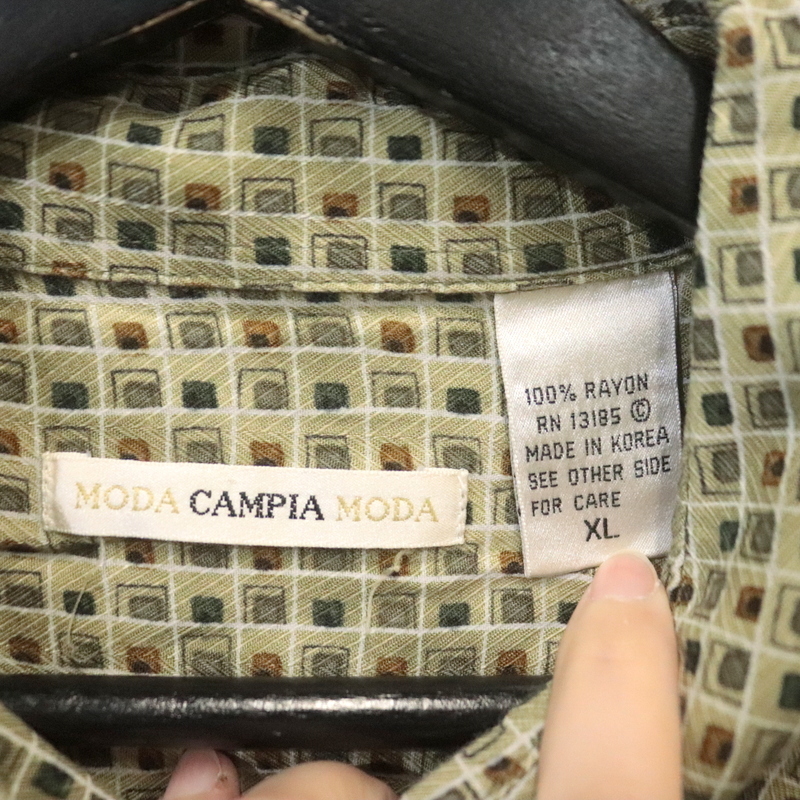 MODA CAMPIA MODA
100% RAYON
RN 13185 ©
MADE IN KOREA
SEE OTHER SIDE
FOR CARE
XL